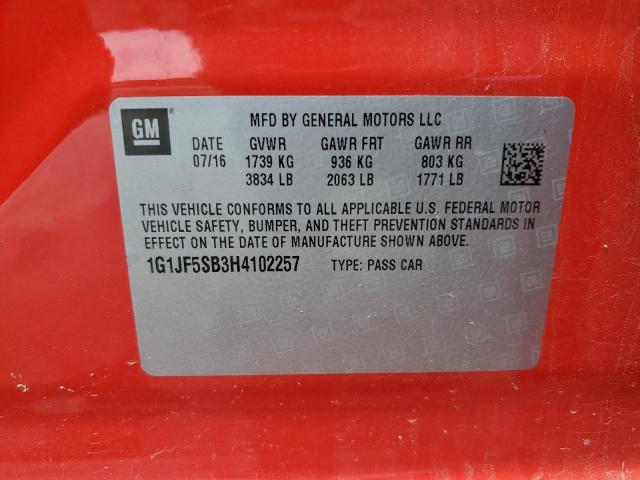 GM®
MFD BY GENERAL MOTORS LLC
DATE GVWR GAWR FRT GAWR RR
07/16 1739 KG 936 KG 803 KG
3834 LB 2063 LB 1771 LB
THIS VEHICLE CONFORMS TO ALL APPLICABLE U.S. FEDERAL MOTOR
VEHICLE SAFETY, BUMPER, AND THEFT PREVENTION STANDARDS IN
EFFECT ON THE DATE OF MANUFACTURE SHOWN ABOVE.
1G1JF5SB3H4102257 TYPE: PASS CAR